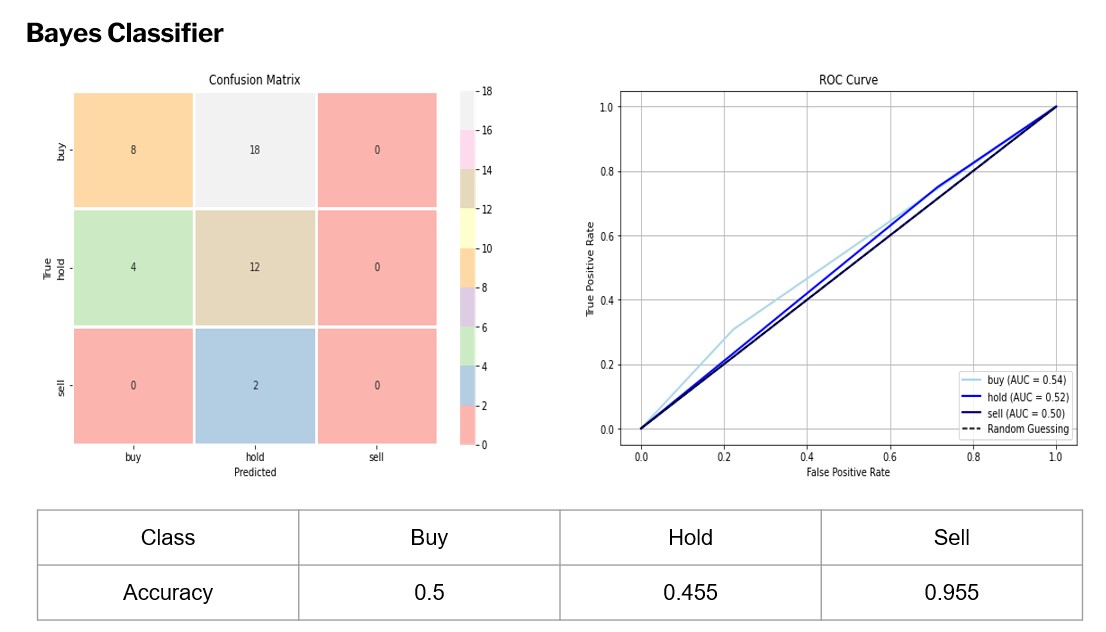 Bayes Classifier
Confusion Matrix
buy 8 18 0
True
hold 4 12 0
sell 0 2 0
buy hold sell
Predicted
18
16
14
12
10
8
6
4
2
0
ROC Curve
True Positive Rate
1.0
0.8
0.6
0.4
0.2
0.0
buy (AUC = 0.54)
hold (AUC = 0.52)
sell (AUC = 0.50)
Random Guessing
0.0 0.2 0.4 0.6 0.8 1.0
False Positive Rate
Class Buy Hold Sell
Accuracy 0.5 0.455 0.955